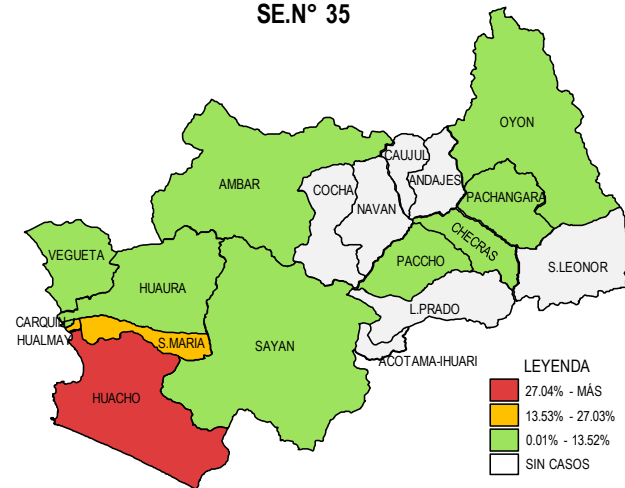 SE.N° 35
OYON
CAUJUL
ANDAJES
AMBAR
COCHA
NAVAN
PACHANGARA
CHECRAS
VEGUETA
PACCHO
S.LEONOR
HUAURA
L.PRADO
CARQUIN
HUALMAY
S.MARIA
SAYAN
ACOTAMA-IHUARI
HUACHO
LEYENDA
27.04% - MÁS
13.53% - 27.03%
0.01% - 13.52%
SIN CASOS